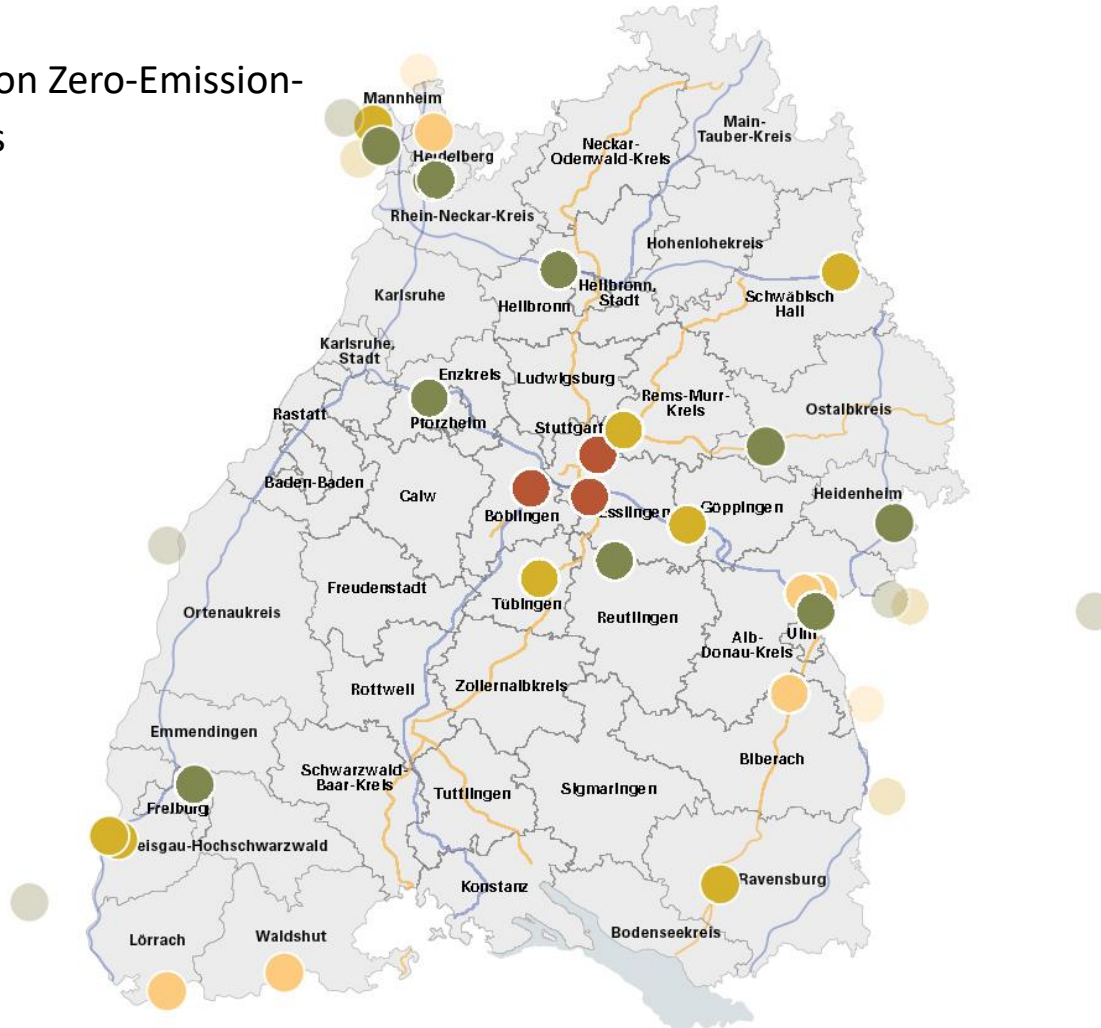 on Zero-Emission-
s
Mannheim
Main-
Tauber-Kreis
Neckar-
Odenwald-Kreis
Heidelberg
Rhein-Neckar-Kreis
Hohenlohekreis
Karlsruhe
Heilbronn
Heilbronn,
Stadt
Schwäbisch
Hall
Karlsruhe,
Stadt
Enzkreis
Ludwigsburg
Rems-Murr-
Kreis
Rastatt
Pforzheim
Stuttgart
Ostalbkreis
Baden-Baden
Calw
Böblingen
Esslingen
Göppingen
Heidenheim
Freudenstadt
Tübingen
Ortenaukreis
Reutlingen
Alb-
Donau-Kreis
Ulm
Rottweil
Zollernalbkreis
Emmendingen
Biberach
Schwarzwald-
Baar-Kreis
Tuttlingen
Sigmaringen
Freiburg
eisgau-Hochschwarzwald
Konstanz
Ravensburg
Lörrach
Waldshut
Bodenseekreis